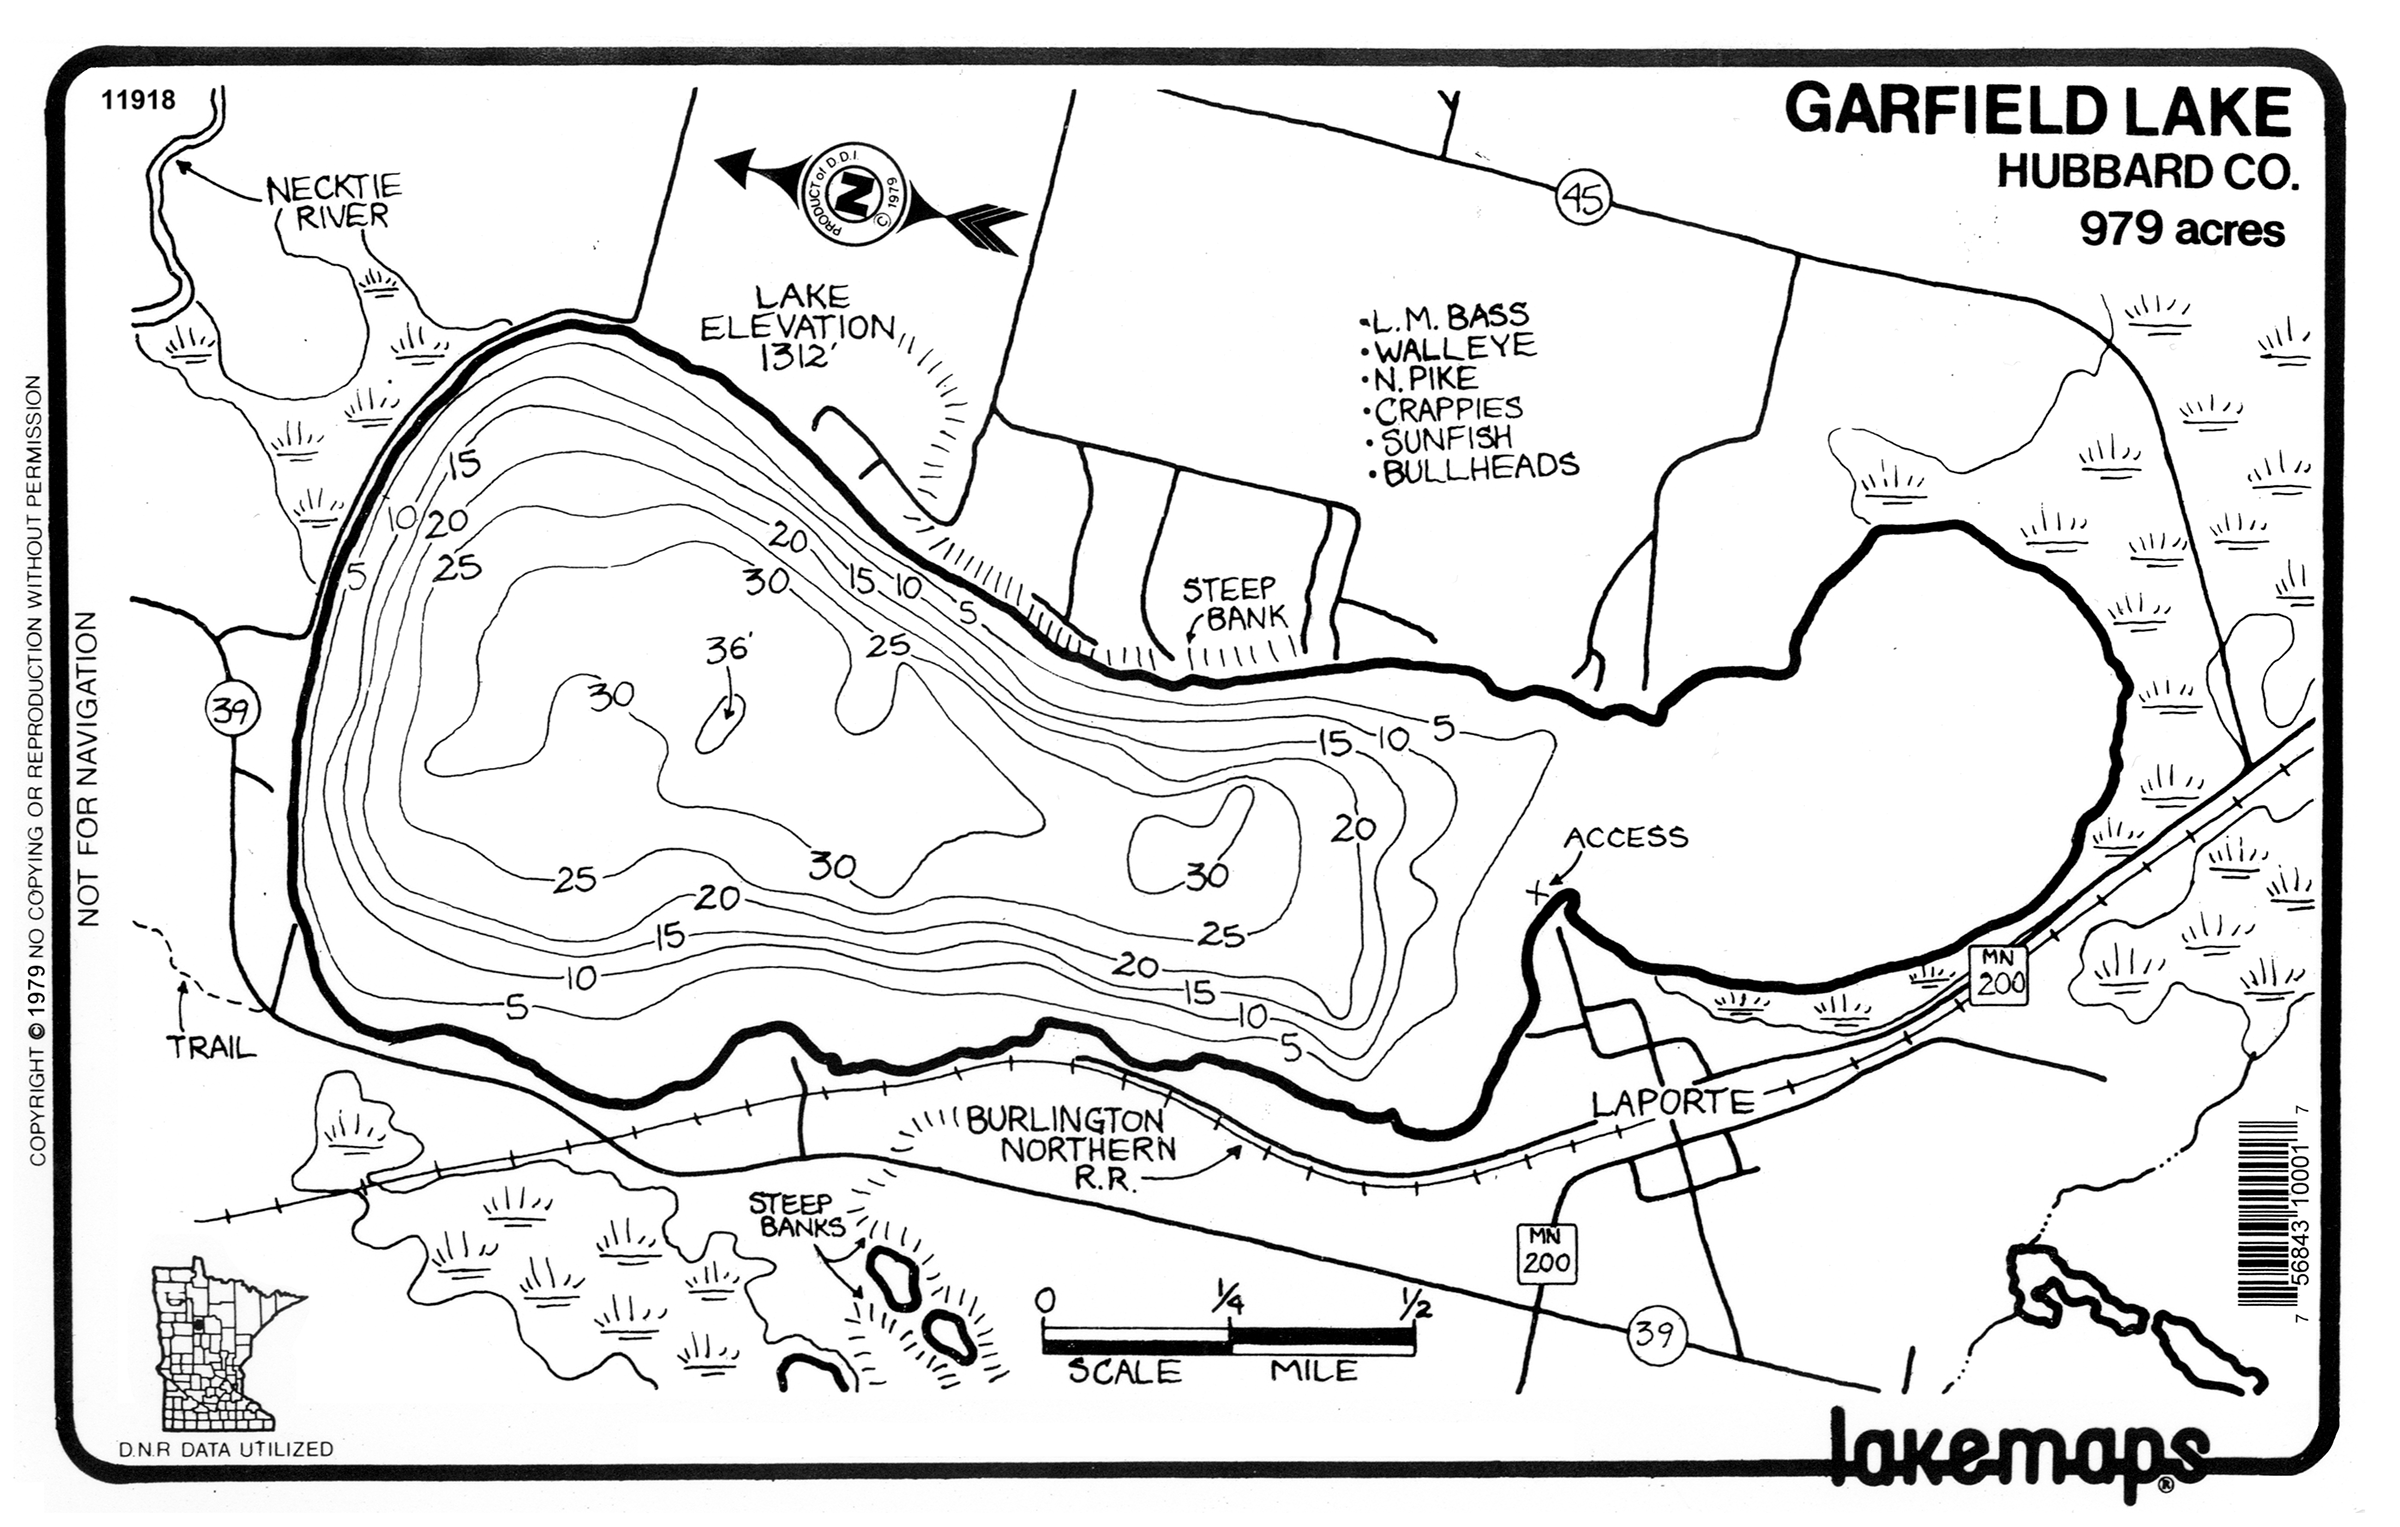 11918
GARFIELD LAKE
HUBBARD CO.
979 acres
NECKTIE
RIVER
PRODUCT of D.D.I.
N
© 1979
45
LAKE
ELEVATION
1312'
•L.M. BASS
•WALLEYE
•N. PIKE
•CRAPPIES
•SUNFISH
•BULLHEADS
15
10 20
5 25
20
30
15 10
5
25
STEEP
BANK
36'
30
39
5
15 10
20
ACCESS
30
30
25
20
15
25
10
20
5
15
10
5
MN
200
TRAIL
LAPORTE
BURLINGTON
NORTHERN
R.R.
STEEP
BANKS
MN
200
0 1/4 1/2
SCALE MILE
39
D.N.R DATA UTILIZED
lakemaps®
NOT FOR NAVIGATION
COPYRIGHT © 1979 NO COPYING OR REPRODUCTION WITHOUT PERMISSION
7 56843 10001 7